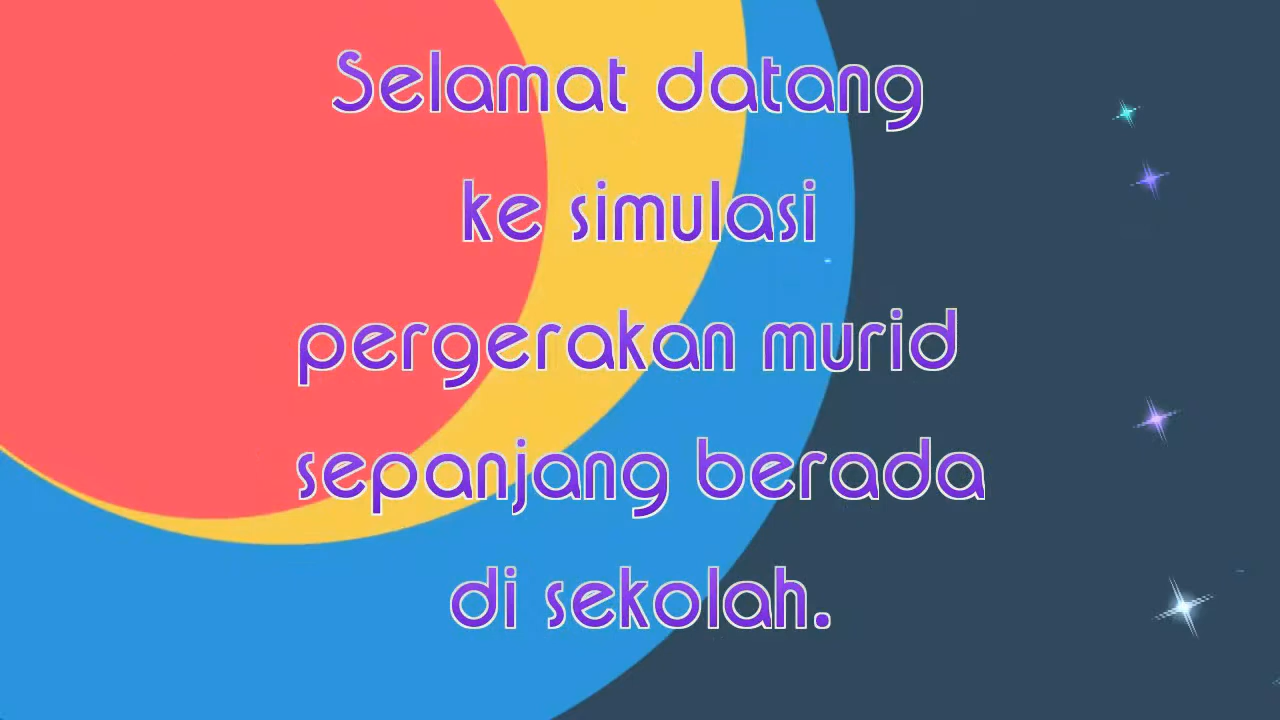 Selamat datang
ke simulasi
pergerakan murid
sepanjang berada
di sekolah.